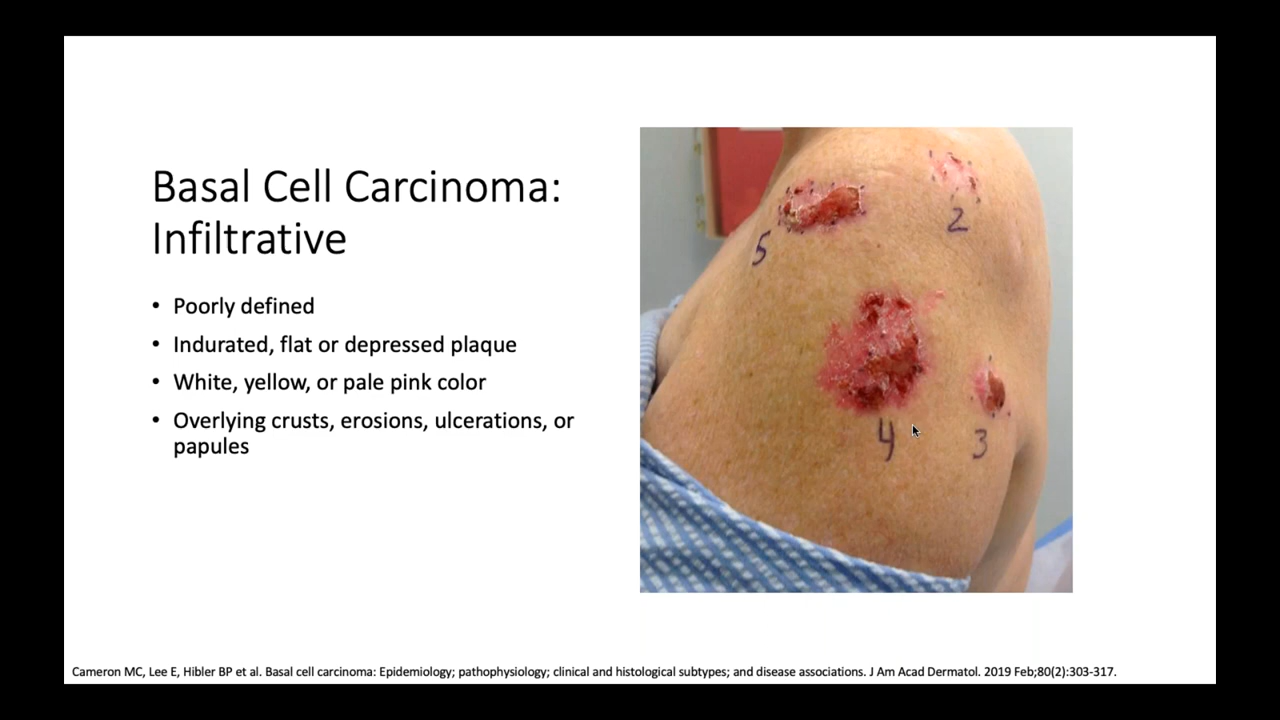 Basal Cell Carcinoma:
Infiltrative
• Poorly defined
• Indurated, flat or depressed plaque
• White, yellow, or pale pink color
• Overlying crusts, erosions, ulcerations, or
papules
2
5
4
3
Cameron MC, Lee E, Hibler BP et al. Basal cell carcinoma: Epidemiology; pathophysiology; clinical and histological subtypes; and disease associations. J Am Acad Dermatol. 2019 Feb;80(2):303-317.